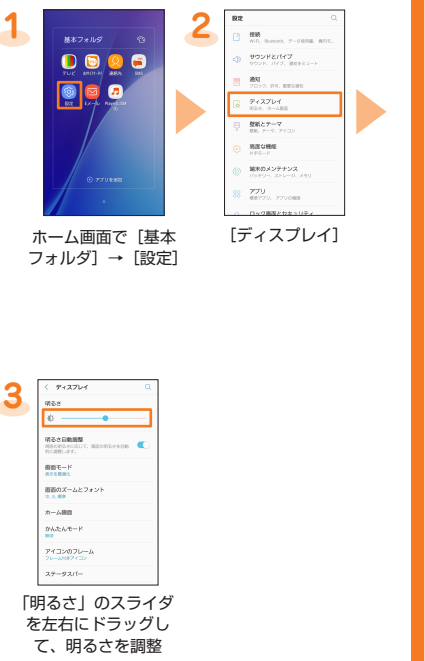 1
基本フォルダ
テレビ
連絡先
設定
Eメール
アプリを追加
ホーム画面で［基本
フォルダ］→［設定］
2
設定
接続
サウンドとバイブ
サウンド、バイブ、通知をミュート
通知
ブロック、許可、重要な通知
ディスプレイ
明るさ、ホーム画面
壁紙とテーマ
壁紙、テーマ、アイコン
高度な機能
片手モード
端末のメンテナンス
バッテリー、ストレージ、メモリ
アプリ
標準アプリ、アプリの権限
ロック画面とセキュリティ
［ディスプレイ］
3
ディスプレイ
明るさ
明るさ自動調整
画面モード
画面のズームとフォント
ホーム画面
かんたんモード
アイコンのフレーム
フレーム付きアイコン
ステータスバー
「明るさ」のスライダ
を左右にドラッグし
て、明るさを調整